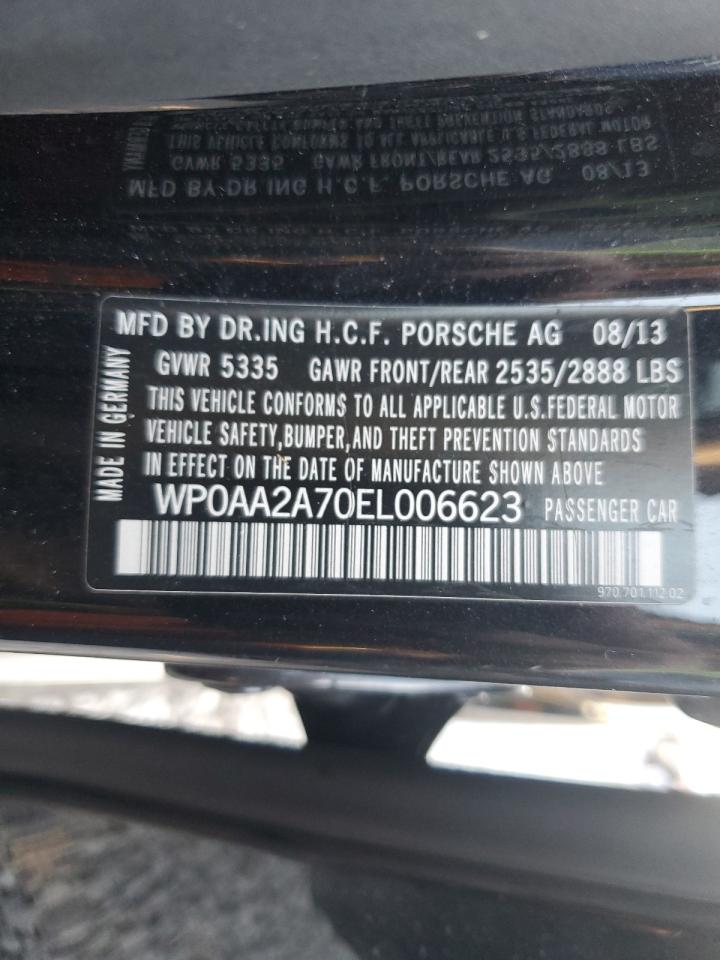 MFD BY DR.ING H.C.F. PORSCHE AG 08/13
GVWR 5335 GAWR FRONT/REAR 2535/2888 LBS
THIS VEHICLE CONFORMS TO ALL APPLICABLE U.S.FEDERAL MOTOR
VEHICLE SAFETY,BUMPER,AND THEFT PREVENTION STANDARDS
IN EFFECT ON THE DATE OF MANUFACTURE SHOWN ABOVE
WP0AA2A70EL006623 PASSENGER CAR
970.701.112.02
MADE IN GERMANY